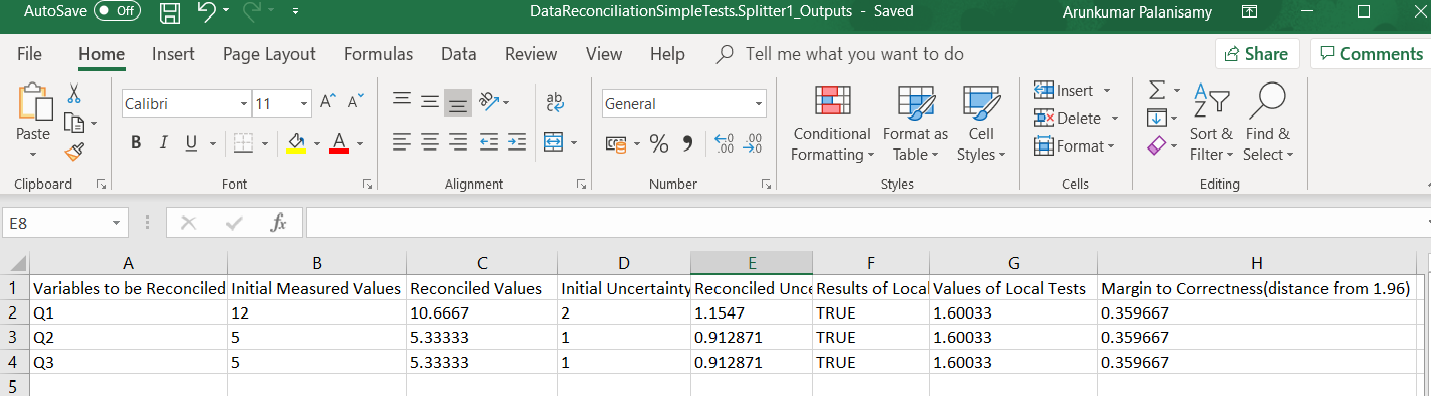 AutoSave Off DataReconciliationSimpleTests.Splitter1_Outputs - Saved Arunkumar Palanisamy
File Home Insert Page Layout Formulas Data Review View Help Tell me what you want to do Share Comments
Calibri 11 A A ab General Insert Σ A
Paste Conditional Format as Cell Delete Sort & Find &
B I U A % .00 .00 Formatting Table Styles Format Filter Select
Clipboard Font Alignment Number Styles Cells Editing
E8 fx
A B C D E F G H
1 Variables to be Reconciled Initial Measured Values Reconciled Values Initial Uncertainty Reconciled Unce Results of Local Values of Local Tests Margin to Correctness(distance from 1.96)
2 Q1 12 10.6667 2 1.1547 TRUE 1.60033 0.359667
3 Q2 5 5.33333 1 0.912871 TRUE 1.60033 0.359667
4 Q3 5 5.33333 1 0.912871 TRUE 1.60033 0.359667
5